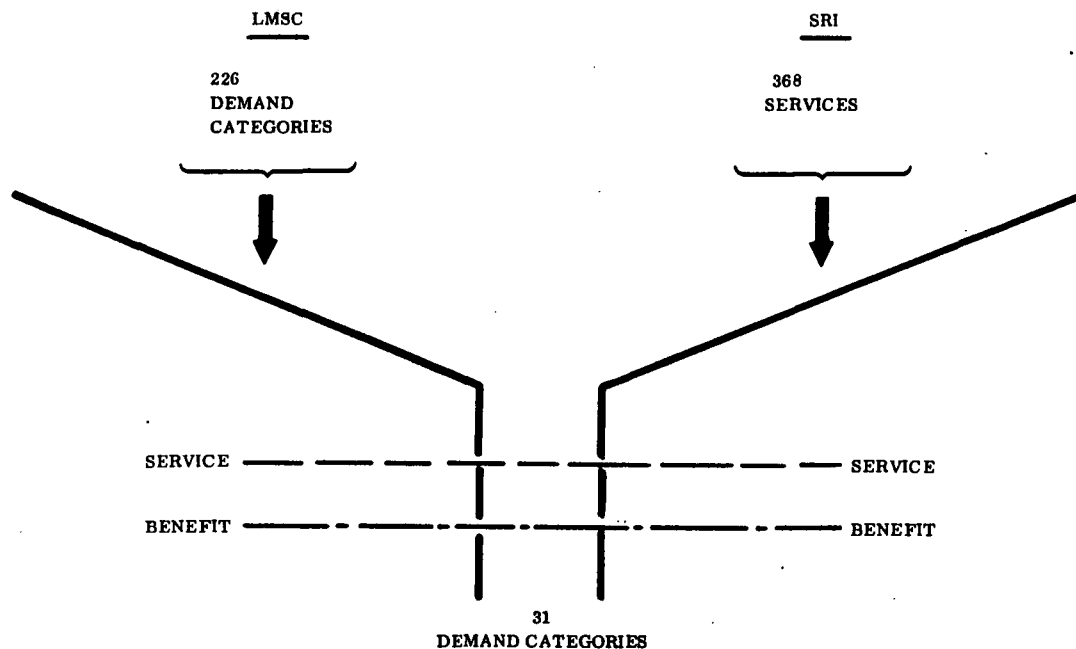 LMSC
SRI
226
DEMAND
CATEGORIES
368
SERVICES
SERVICE
SERVICE
BENEFIT
BENEFIT
31
DEMAND CATEGORIES